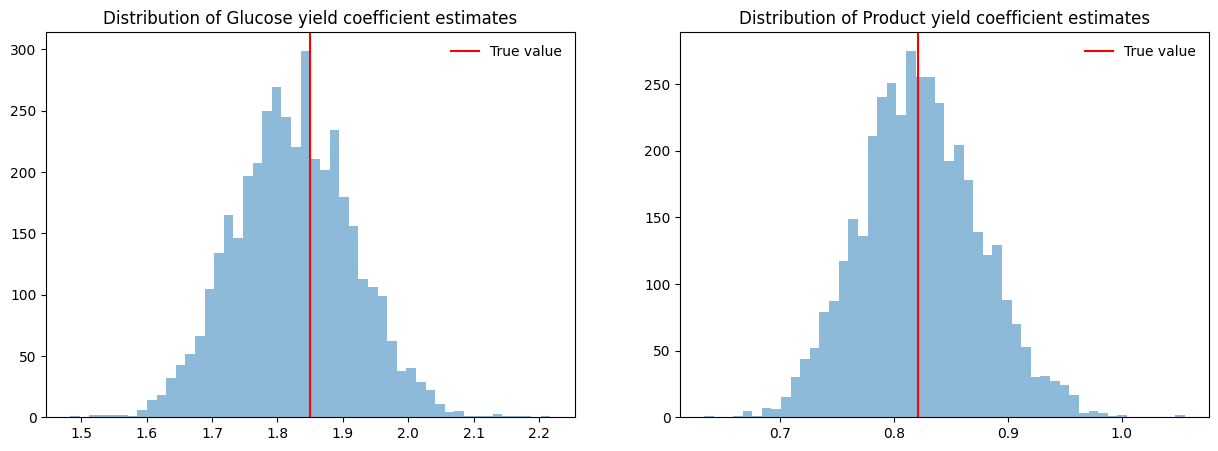 Distribution of Glucose yield coefficient estimates
True value
300
250
200
150
100
50
0
1.5 1.6 1.7 1.8 1.9 2.0 2.1 2.2
Distribution of Product yield coefficient estimates
True value
250
200
150
100
50
0
0.7 0.8 0.9 1.0